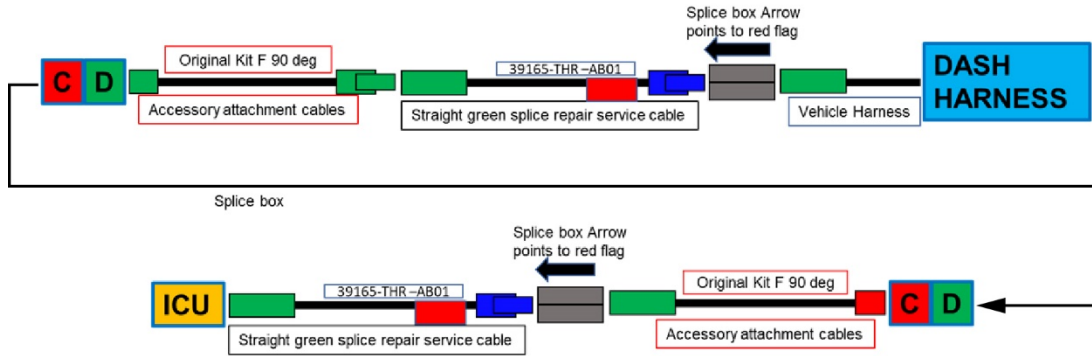 Splice box Arrow
points to red flag
Original Kit F 90 deg
39165-THR–AB01
C D
DASH
HARNESS
Accessory attachment cables
Straight green splice repair service cable
Vehicle Harness
Splice box
Splice box Arrow
points to red flag
Original Kit F 90 deg
39165-THR–AB01
ICU
C D
Straight green splice repair service cable
Accessory attachment cables